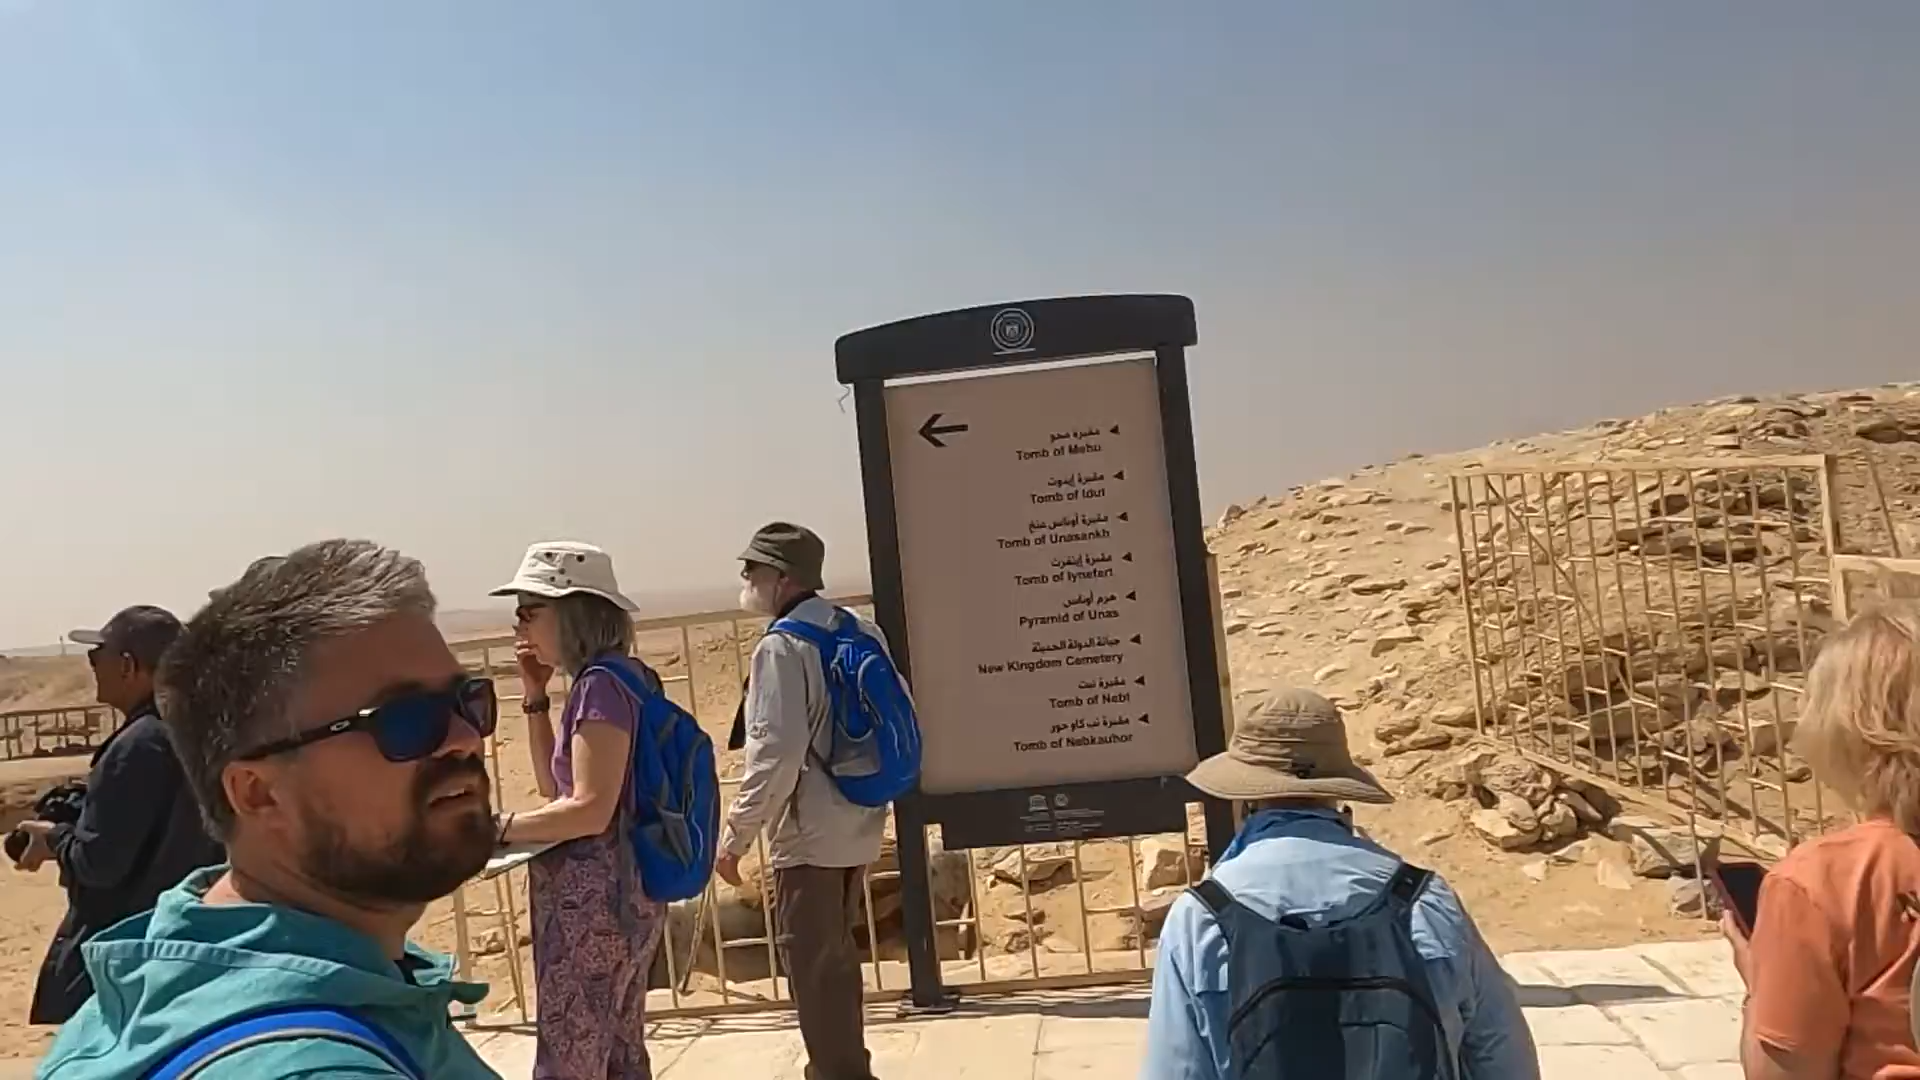 مقبرة محو
Tomb of Mehu
مقبرة إيدوت
Tomb of Idut
مقبرة أوناس عنخ
Tomb of Unasankh
مقبرة إينفرت
Tomb of Iynefert
هرم أوناس
Pyramid of Unas
جبانة الدولة الحديثة
New Kingdom Cemetery
مقبرة نبت
Tomb of Nebt
مقبرة نب كاو حور
Tomb of Nebkauhor